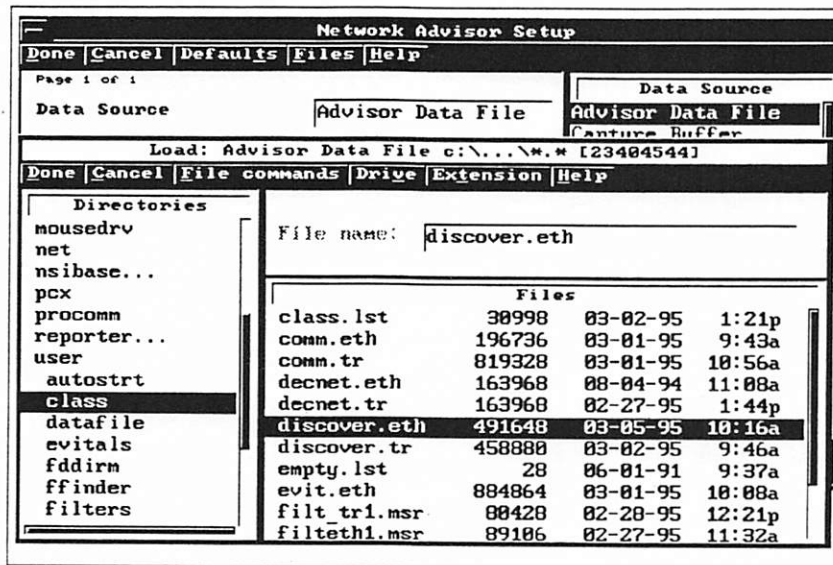 Network Advisor Setup
Done Cancel Defaults Files Help
Page 1 of 1
Data Source
Advisor Data File
Data Source
Advisor Data File
Capture Buffer
Load: Advisor Data File c:\...\*.* [23404544]
Done Cancel File commands Drive Extension Help
Directories
mousedrv
net
nsibase...
pcx
procomm
reporter...
user
autostrt
class
datafile
evitals
fddirm
ffinder
filters
File name: discover.eth
Files
class.lst 30998 03-02-95 1:21p
comm.eth 196736 03-01-95 9:43a
comm.tr 819328 03-01-95 10:56a
decnet.eth 163968 08-04-94 11:08a
decnet.tr 163968 02-27-95 1:44p
discover.eth 491648 03-05-95 10:16a
discover.tr 458880 03-02-95 9:46a
empty.lst 28 06-01-91 9:37a
evit.eth 884864 03-01-95 10:08a
filt_tr1.msr 80428 02-28-95 12:21p
filteth1.msr 89106 02-27-95 11:32a